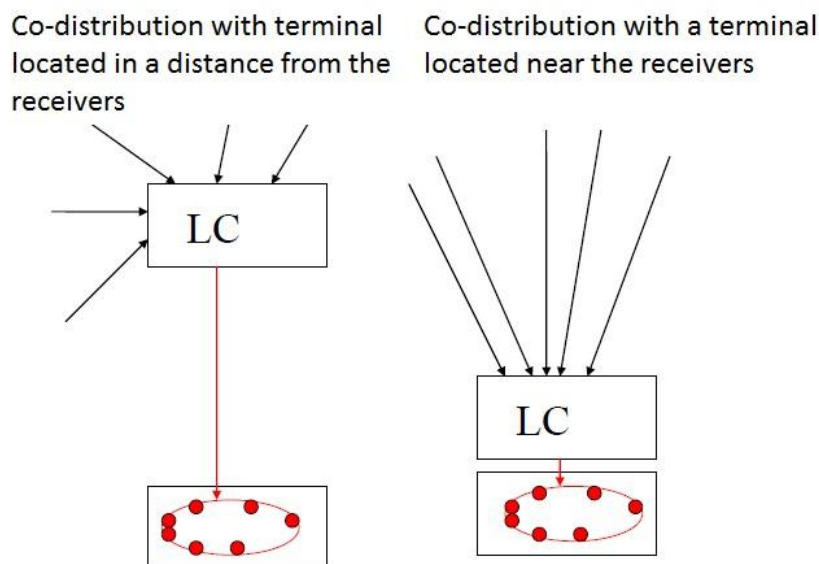 Co-distribution with terminal
located in a distance from the
receivers
Co-distribution with a terminal
located near the receivers
LC
LC